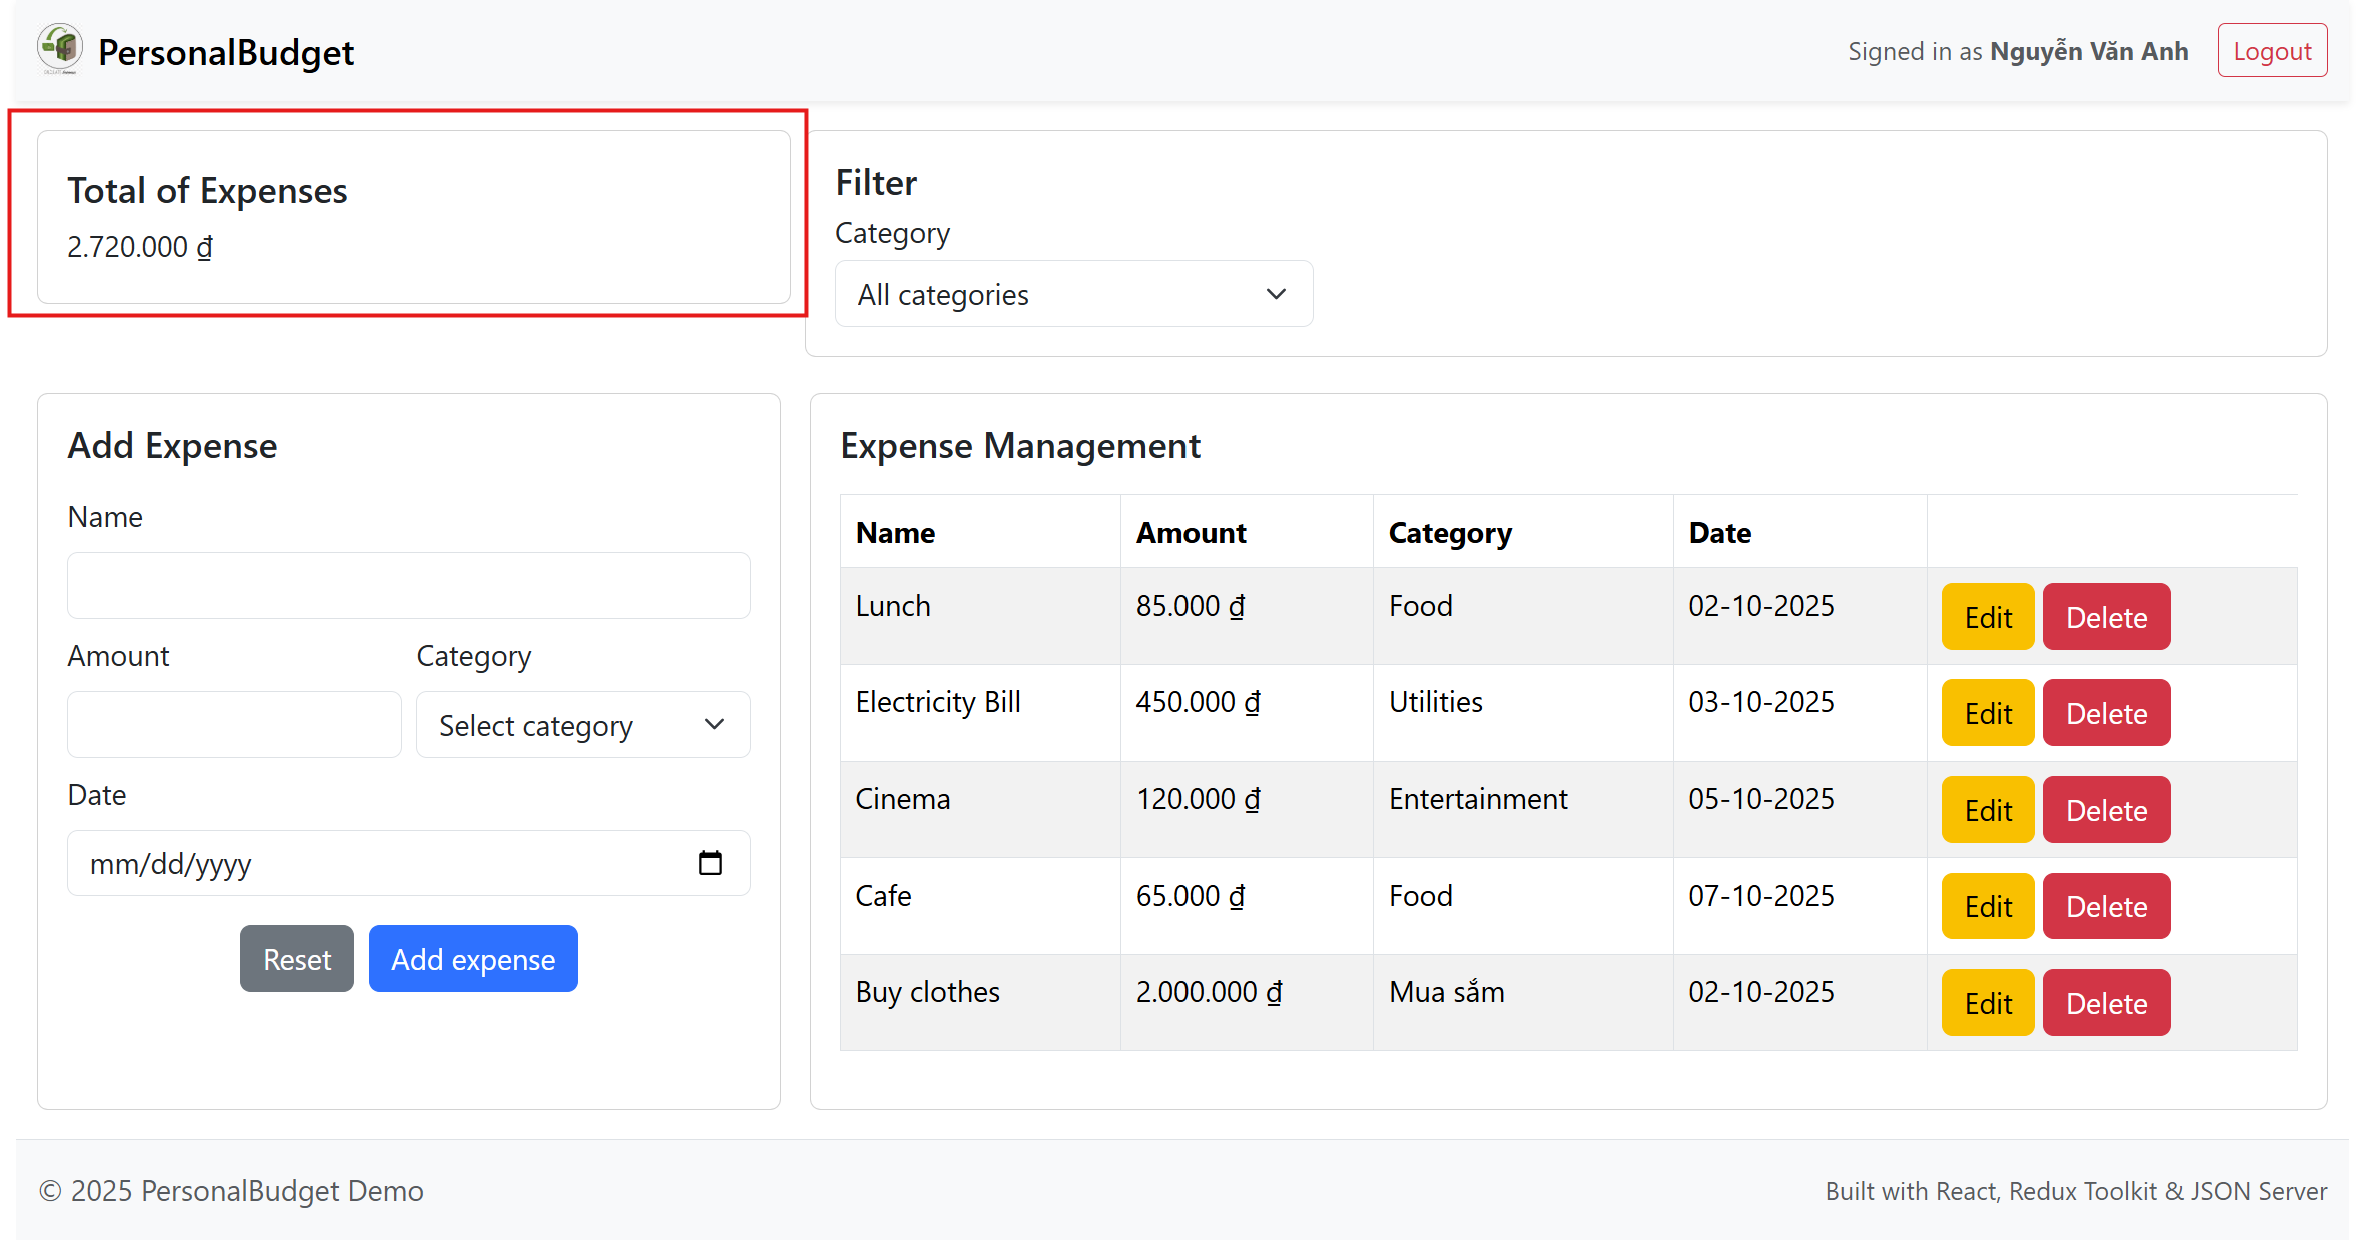 PersonalBudget
Signed in as Nguyễn Văn Anh
Logout
Total of Expenses
2.720.000 ₫
Filter
Category
All categories
Add Expense
Name
Amount Category
Select category
Date
mm/dd/yyyy
Reset Add expense
Expense Management
Name Amount Category Date
Lunch 85.000 ₫ Food 02-10-2025 Edit Delete
Electricity Bill 450.000 ₫ Utilities 03-10-2025 Edit Delete
Cinema 120.000 ₫ Entertainment 05-10-2025 Edit Delete
Cafe 65.000 ₫ Food 07-10-2025 Edit Delete
Buy clothes 2.000.000 ₫ Mua sắm 02-10-2025 Edit Delete
© 2025 PersonalBudget Demo
Built with React, Redux Toolkit & JSON Server